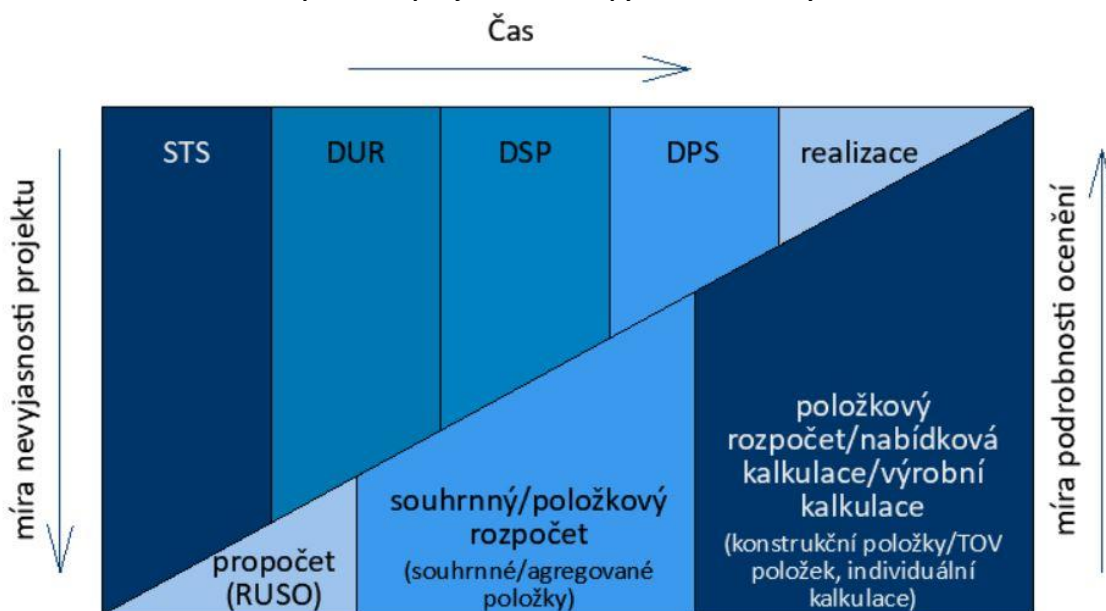 Čas
míra nevyjasnosti projektu
STS
DUR
DSP
DPS
realizace
míra podrobnosti ocenění
propočet
(RUSO)
souhrnný/položkový
rozpočet
(souhrnné/agregované
položky)
položkový
rozpočet/nabídková
kalkulace/výrobní
kalkulace
(konstrukční položky/TOV
položek, individuální
kalkulace)